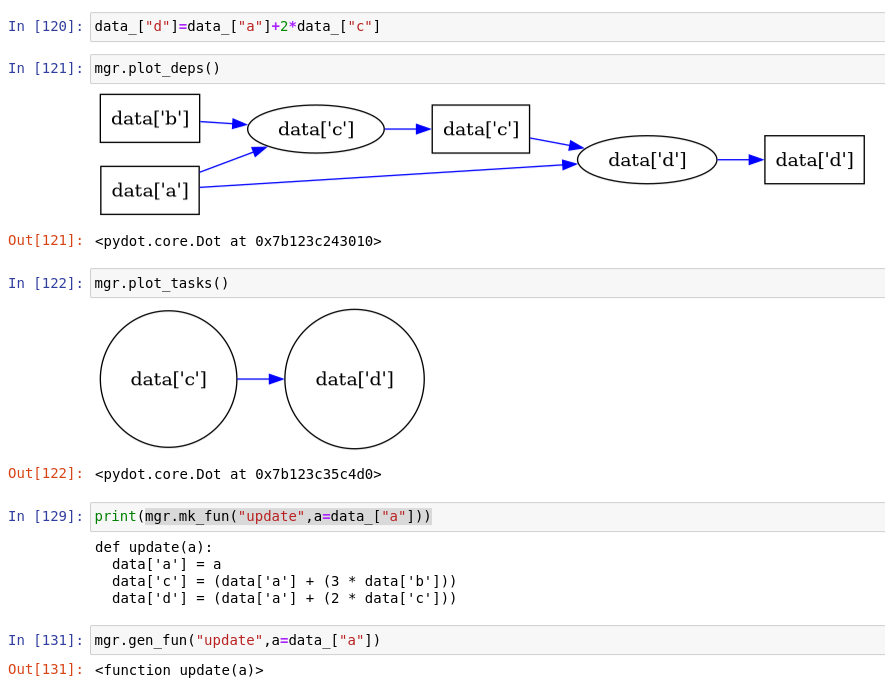 In [120]: data_["d"]=data_["a"]+2*data_["c"]
In [121]: mgr.plot_deps()
data['b'] data['c'] data['c']
data['a'] data['d'] data['d']
Out[121]: <pydot.core.Dot at 0x7b123c243010>
In [122]: mgr.plot_tasks()
data['c'] data['d']
Out[122]: <pydot.core.Dot at 0x7b123c35c4d0>
In [129]: print(mgr.mk_fun("update",a=data_["a"]))
def update(a):
  data['a'] = a
  data['c'] = (data['a'] + (3 * data['b']))
  data['d'] = (data['a'] + (2 * data['c']))
In [131]: mgr.gen_fun("update",a=data_["a"])
Out[131]: <function update(a)>